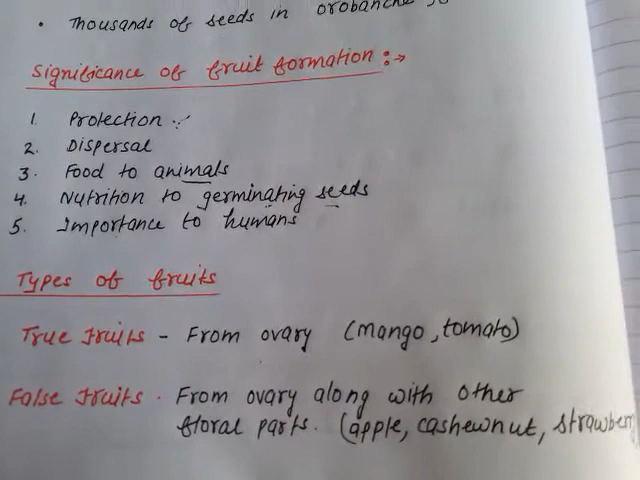 • Thousands of seeds in orobanche
Significance of fruit formation :→
1. Protection
2. Dispersal
3. Food to animals
4. Nutrition to germinating seeds
5. Importance to humans
Types of fruits
True fruits - From ovary (mango, tomato)
False fruits . From ovary along with other
floral parts. (apple, cashewnut, strawberr